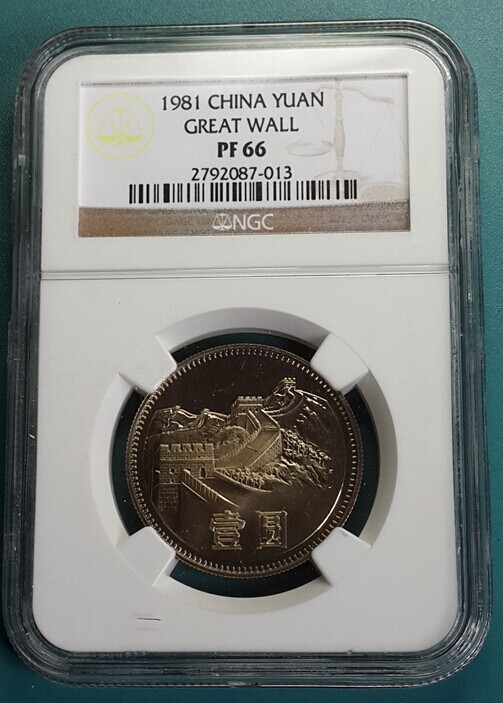 1981 CHINA YUAN
GREAT WALL
PF 66
2792087-013
NGC
壹圆